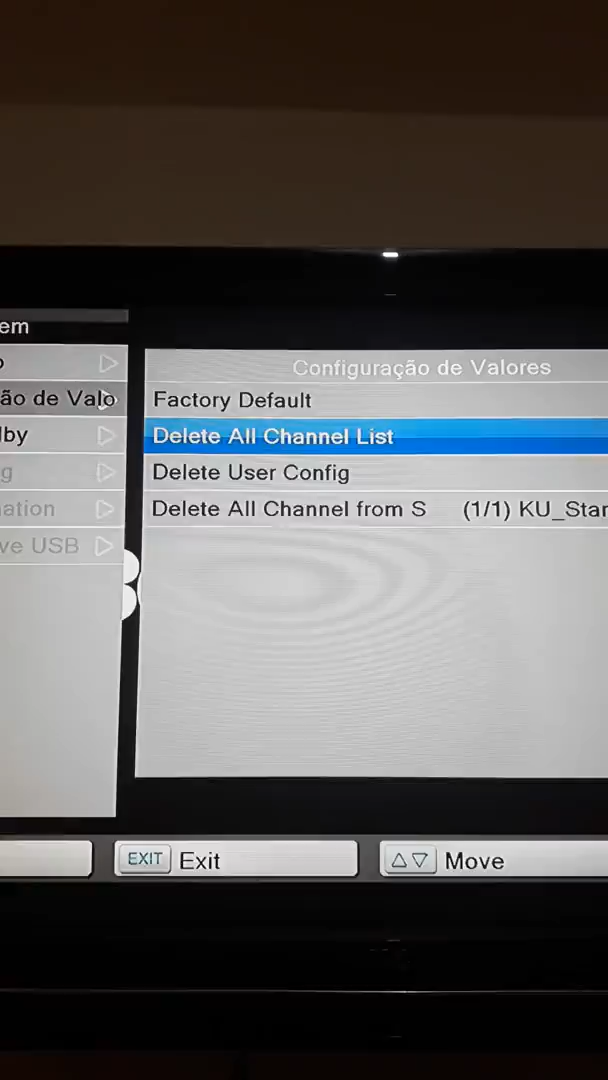 em
o
Configuração de Valores
ão de Valo
Factory Default
lby
Delete All Channel List
g
Delete User Config
ation
Delete All Channel from S (1/1) KU_Star
ve USB
EXIT Exit
Move